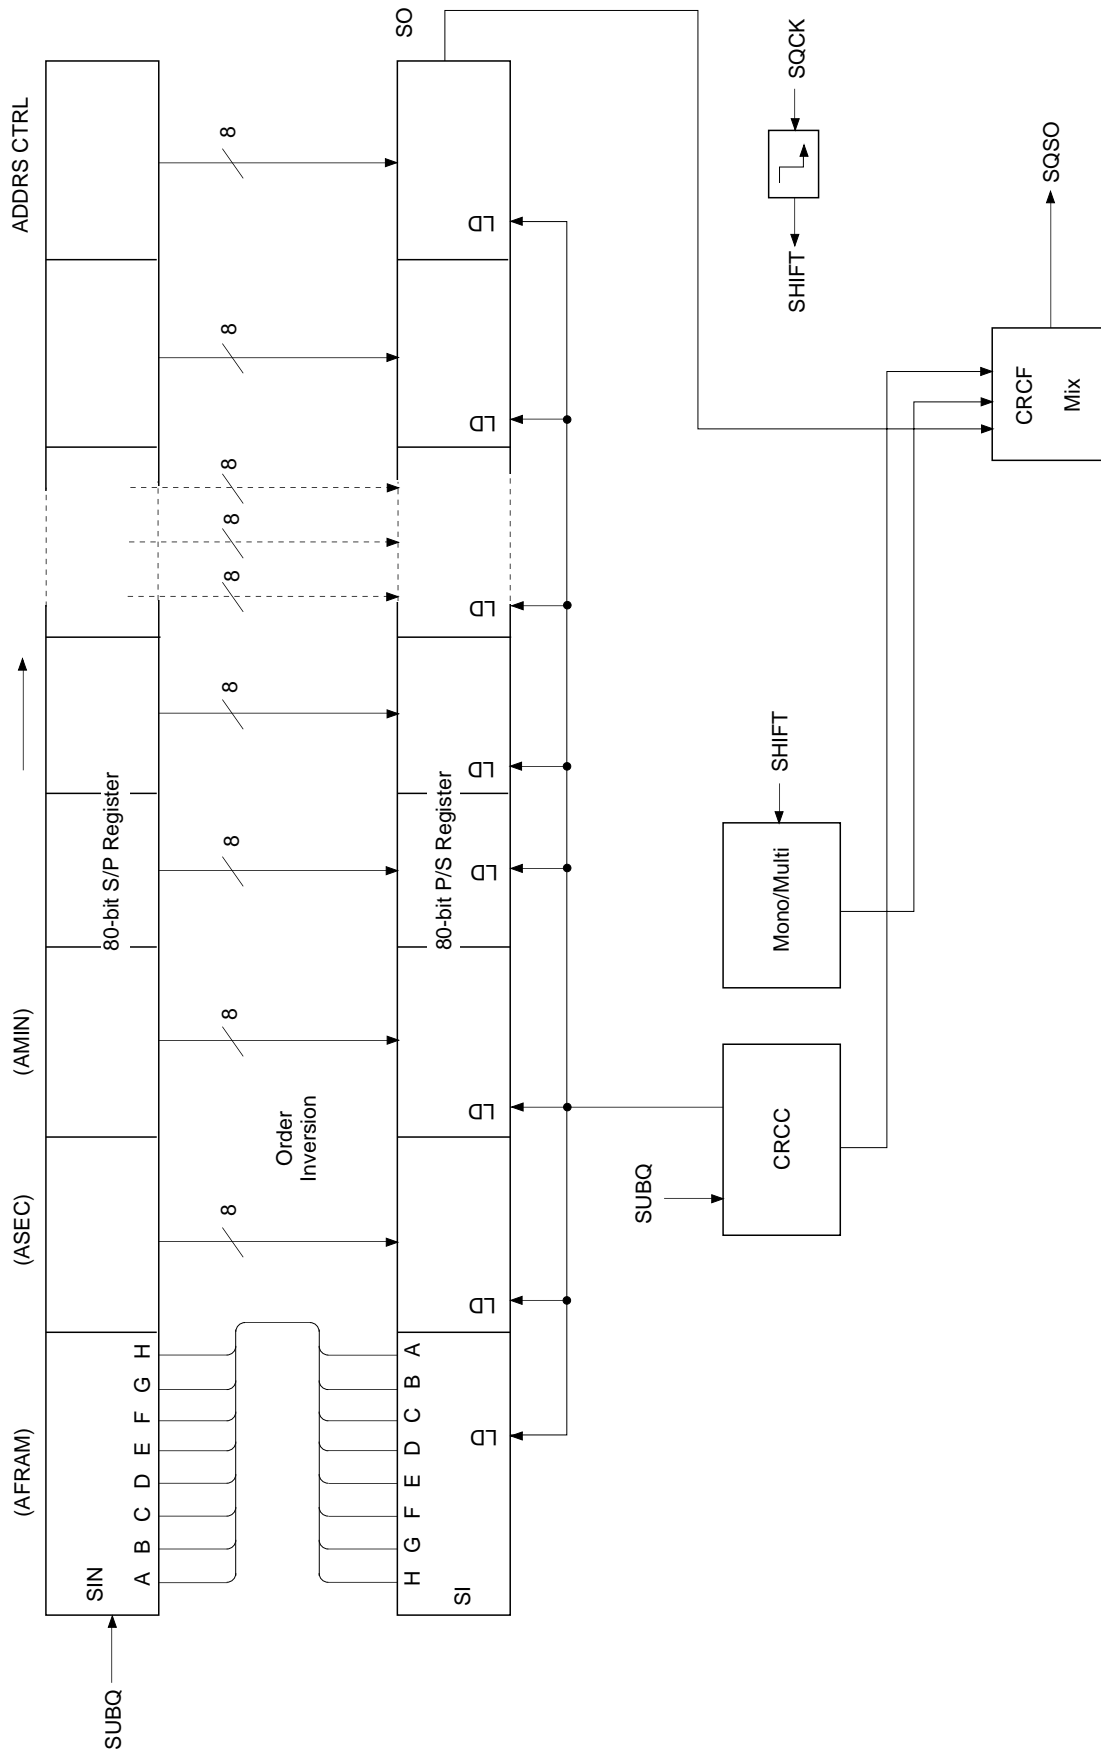 ADDRS CTRL
(AMIN)
(ASEC)
(AFRAM)
SUBQ
SIN
80-bit S/P Register
A B C D E F G H
8
8
8
8
8
8
8
8
8
Order
Inversion
H G F E D C B A
SI
80-bit P/S Register
SO
LD
LD
LD
LD
LD
LD
LD
LD
SUBQ
CRCC
Mono/Multi
SHIFT
SHIFT
SQCK
CRCF
Mix
SQSO